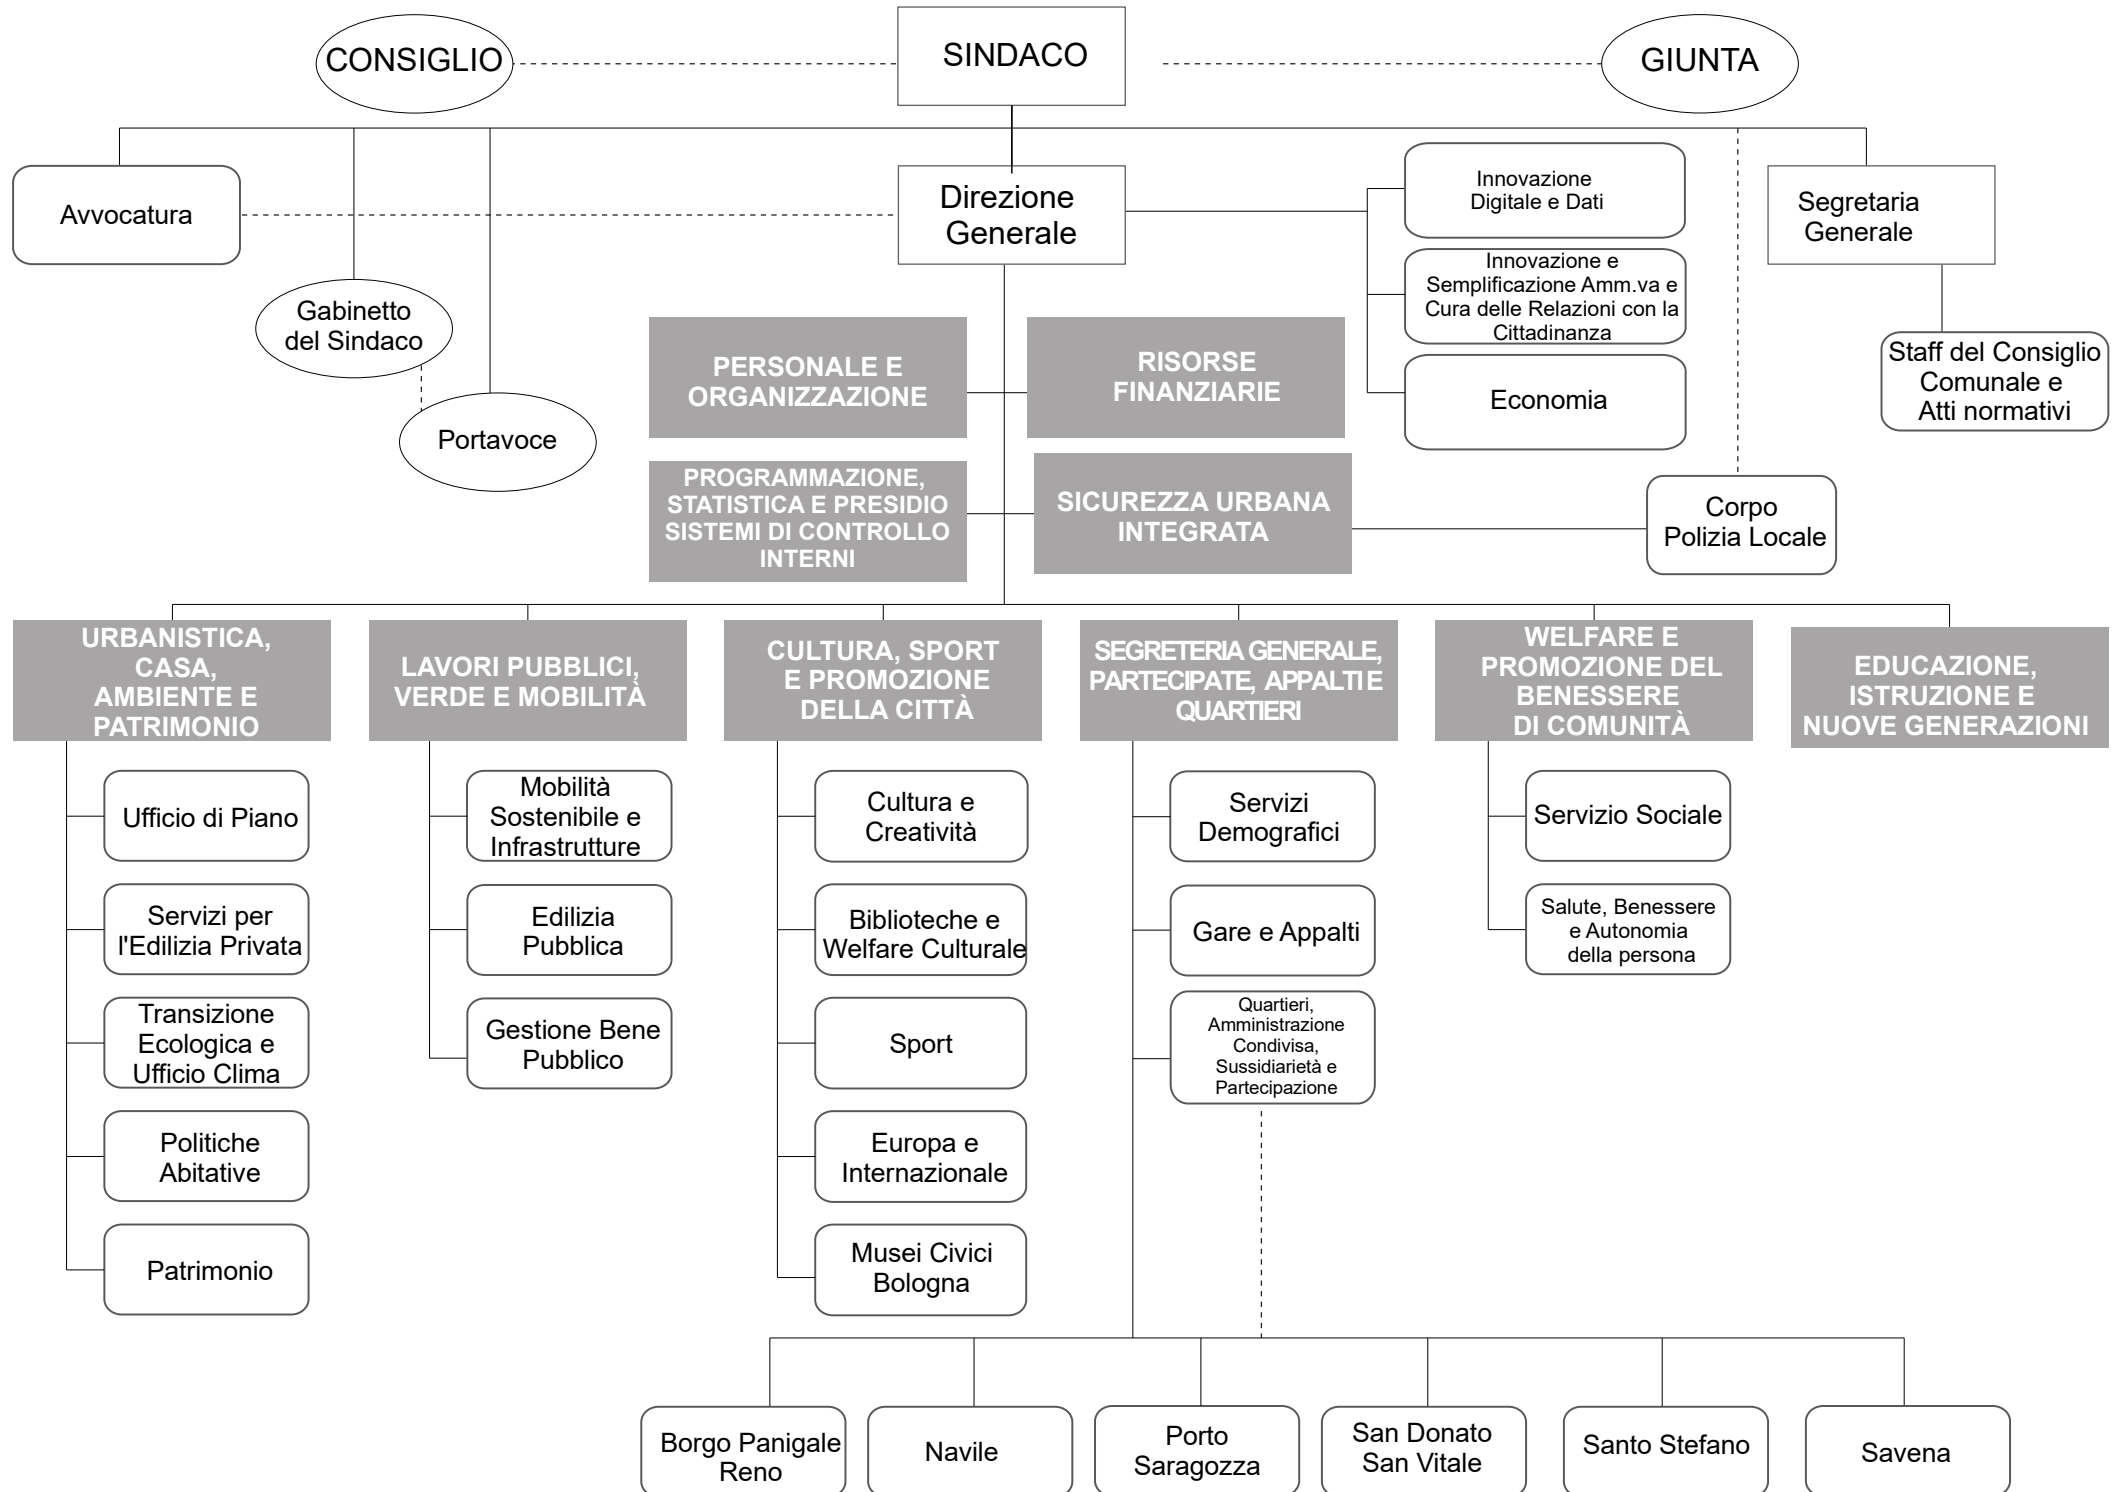 CONSIGLIO
SINDACO
GIUNTA
Avvocatura
Direzione
Generale
Innovazione
Digitale e Dati
Segretaria
Generale
Innovazione e
Semplificazione Amm.va e
Cura delle Relazioni con la
Cittadinanza
Gabinetto
del Sindaco
PERSONALE E
ORGANIZZAZIONE
RISORSE
FINANZIARIE
Economia
Staff del Consiglio
Comunale e
Atti normativi
Portavoce
PROGRAMMAZIONE,
STATISTICA E PRESIDIO
SISTEMI DI CONTROLLO
INTERNI
SICUREZZA URBANA
INTEGRATA
Corpo
Polizia Locale
URBANISTICA,
CASA,
AMBIENTE E
PATRIMONIO
LAVORI PUBBLICI,
VERDE E MOBILITÀ
CULTURA, SPORT
E PROMOZIONE
DELLA CITTÀ
SEGRETERIA GENERALE,
PARTECIPATE, APPALTI E
QUARTIERI
WELFARE E
PROMOZIONE DEL
BENESSERE
DI COMUNITÀ
EDUCAZIONE,
ISTRUZIONE E
NUOVE GENERAZIONI
Ufficio di Piano
Servizi per
l'Edilizia Privata
Transizione
Ecologica e
Ufficio Clima
Politiche
Abitative
Patrimonio
Mobilità
Sostenibile e
Infrastrutture
Edilizia
Pubblica
Gestione Bene
Pubblico
Cultura e
Creatività
Biblioteche e
Welfare Culturale
Sport
Europa e
Internazionale
Musei Civici
Bologna
Servizi
Demografici
Gare e Appalti
Quartieri,
Amministrazione
Condivisa,
Sussidiarietà e
Partecipazione
Servizio Sociale
Salute, Benessere
e Autonomia
della persona
Borgo Panigale
Reno
Navile
Porto
Saragozza
San Donato
San Vitale
Santo Stefano
Savena